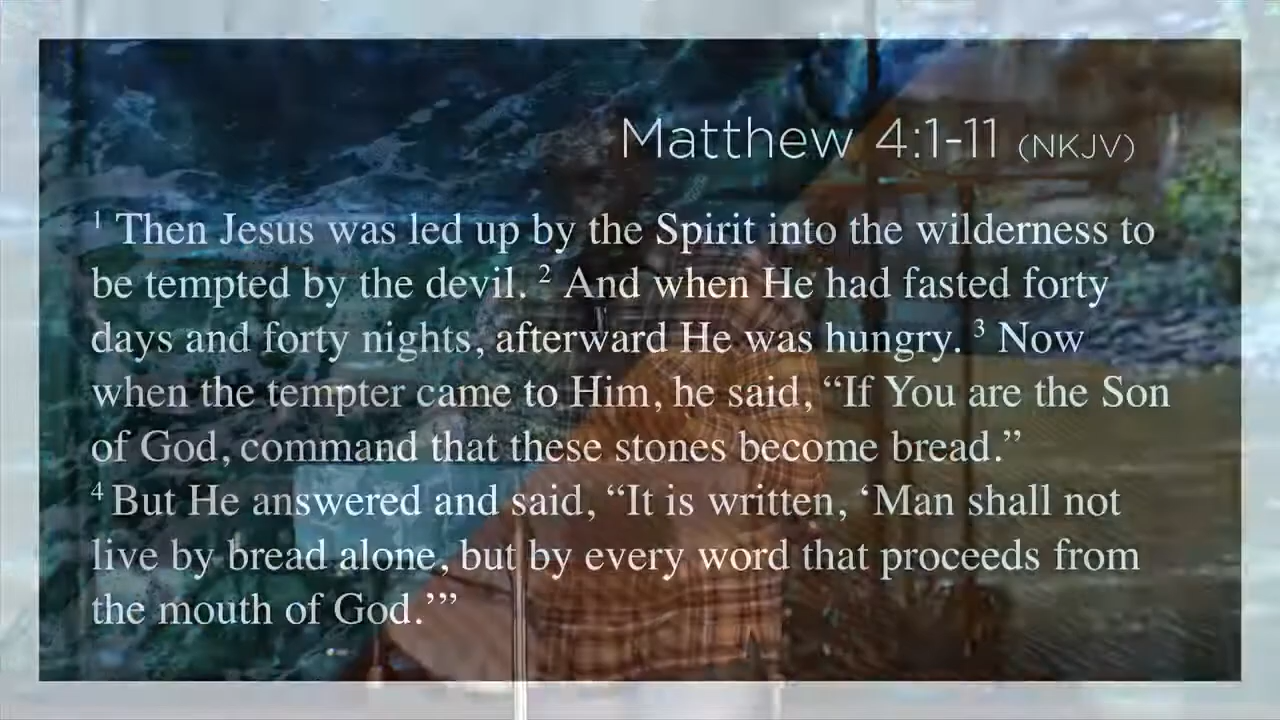 Matthew 4:1-11 (NKJV)
1 Then Jesus was led up by the Spirit into the wilderness to
be tempted by the devil. 2 And when He had fasted forty
days and forty nights, afterward He was hungry. 3 Now
when the tempter came to Him, he said, “If You are the Son
of God, command that these stones become bread.”
4 But He answered and said, “It is written, ‘Man shall not
live by bread alone, but by every word that proceeds from
the mouth of God.’”